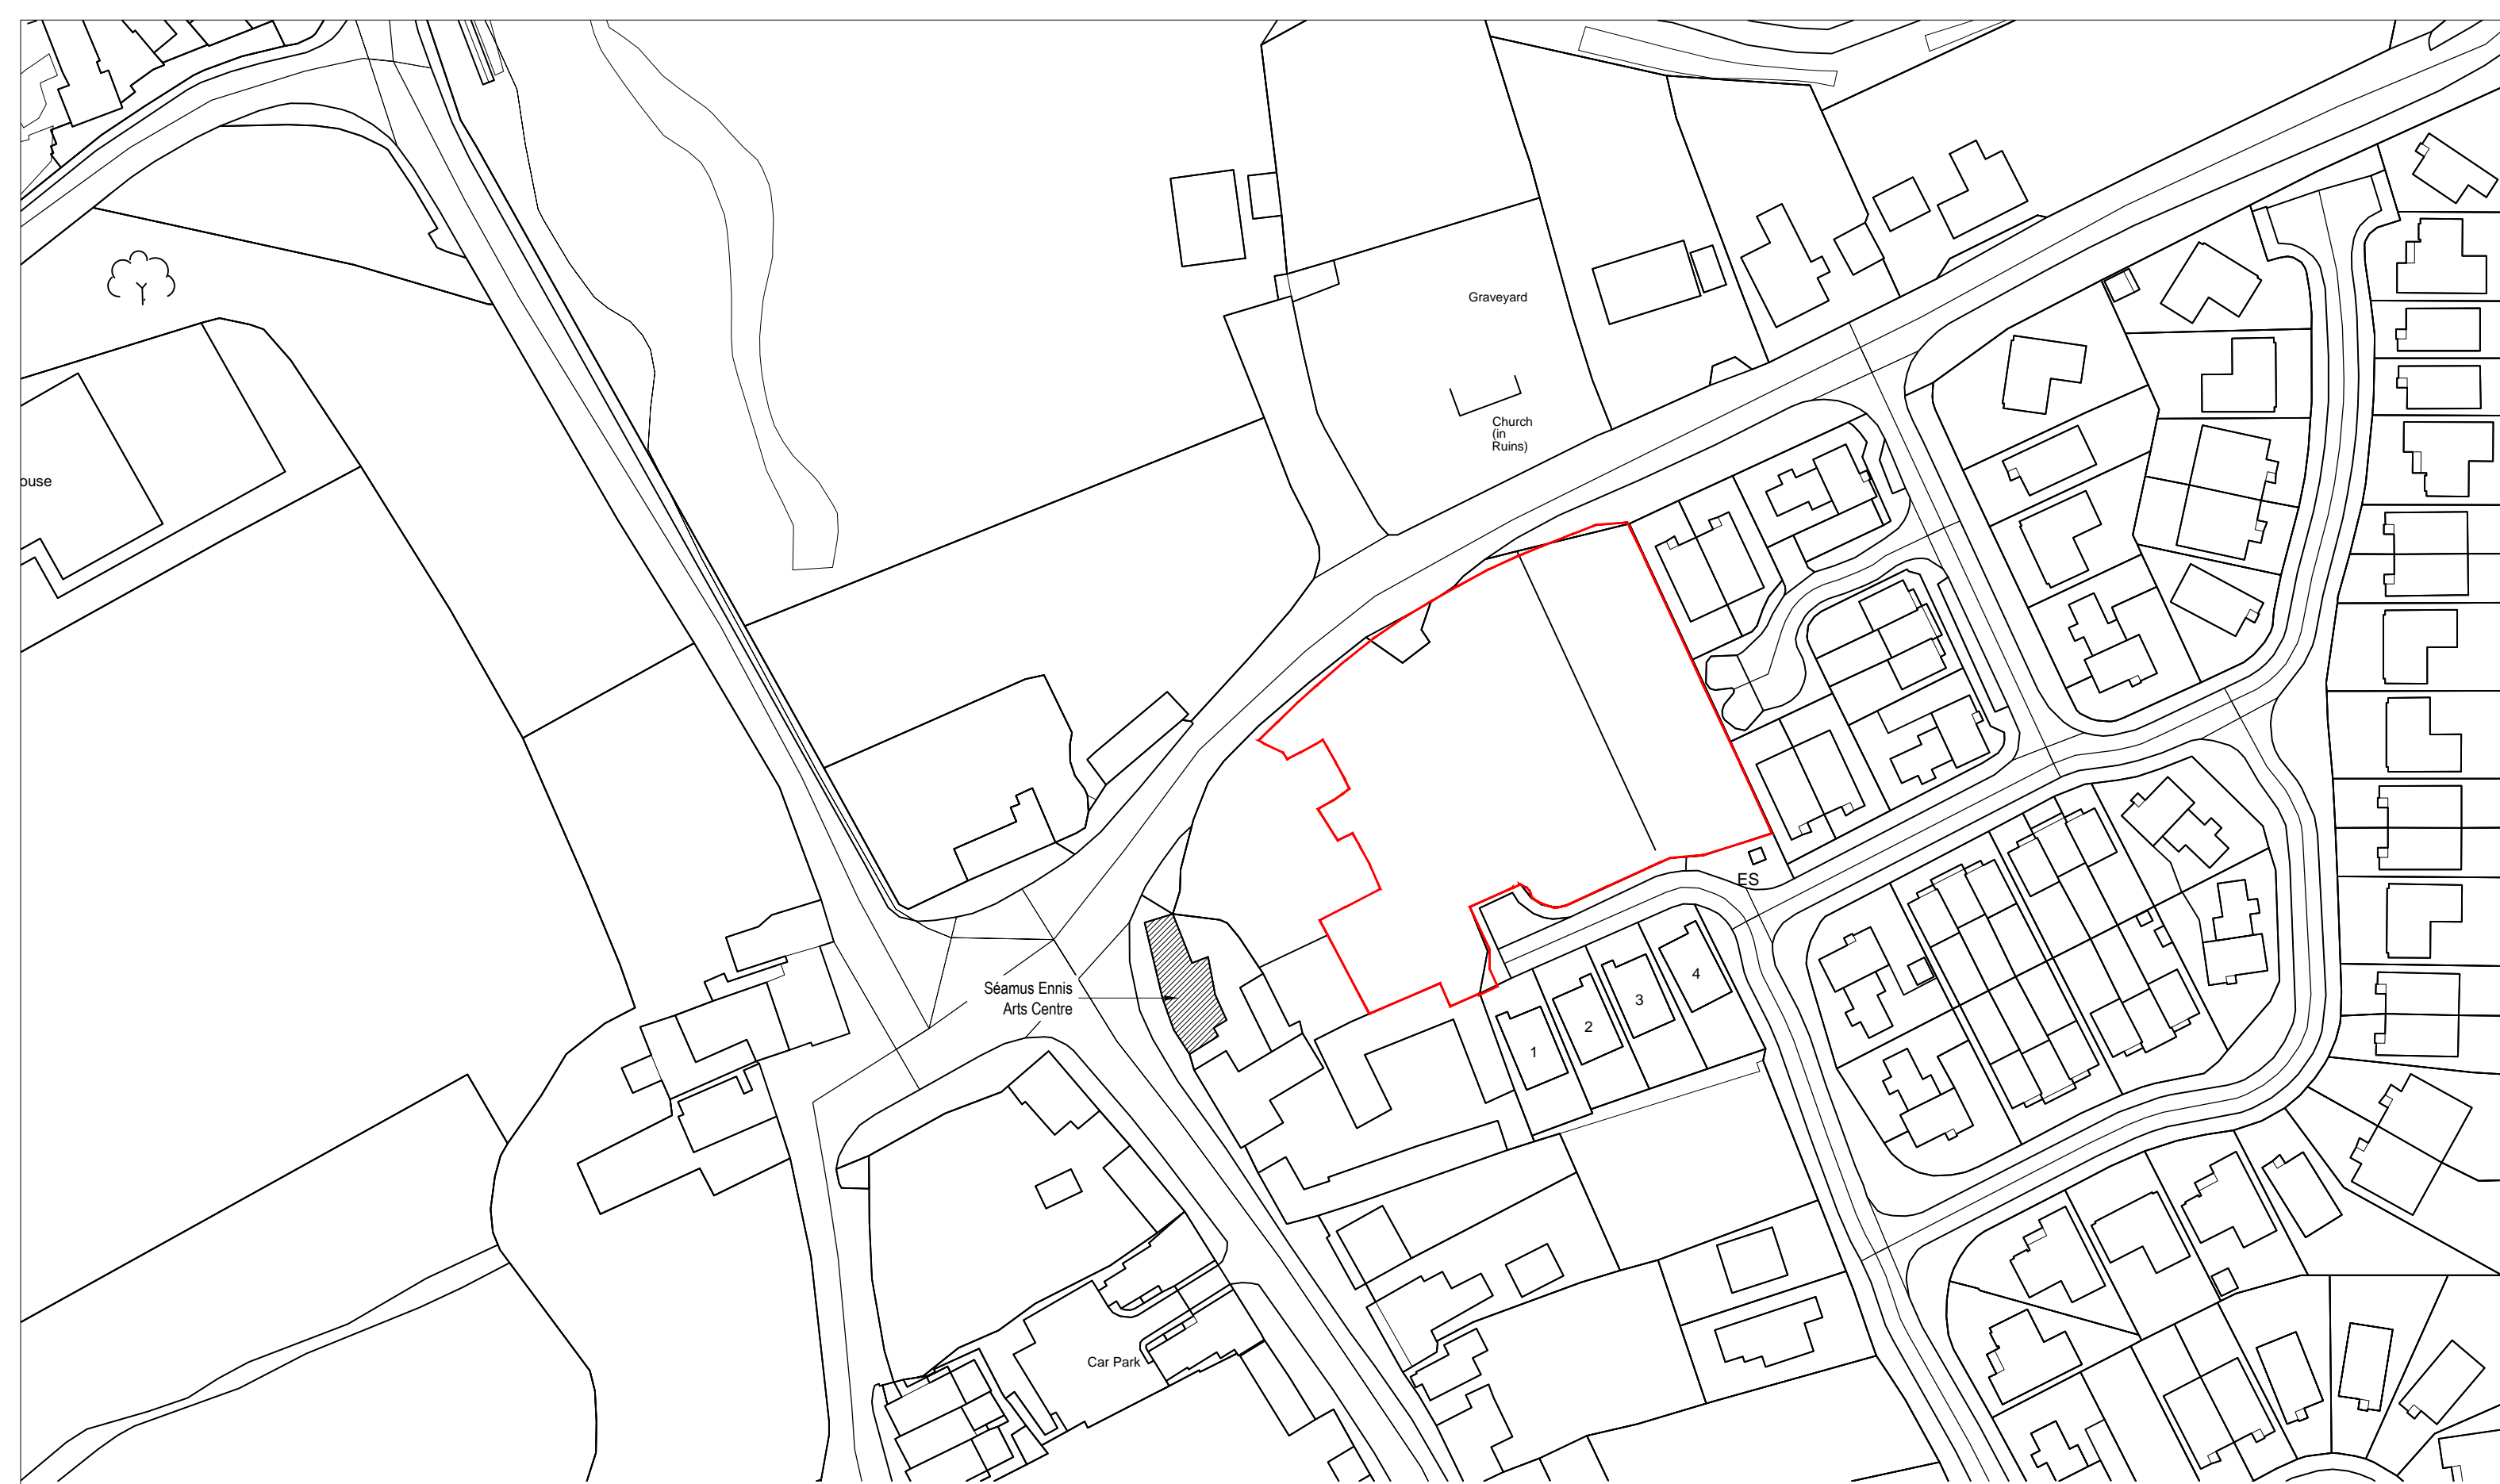 Graveyard
Church
(in
Ruins)
ouse
ES
Séamus Ennis
Arts Centre
4
3
2
1
Car Park